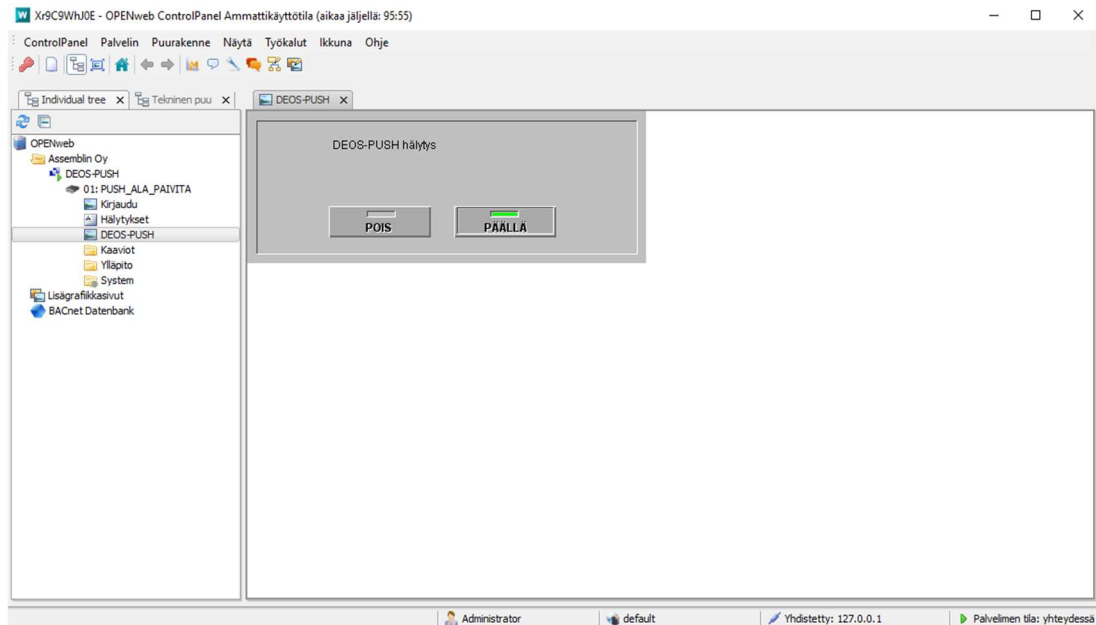 Xr9C9WhJ0E - OPENweb ControlPanel Ammattikäyttötila (aikaa jäljellä: 95:55)
ControlPanel Palvelin Puurakenne Näytä Työkalut Ikkuna Ohje
Individual tree Tekninen puu DEOS-PUSH
OPENweb
Assemblin Oy
DEOS-PUSH
01: PUSH_ALA_PAIVITA
Kirjaudu
Hälytykset
DEOS-PUSH
Kaaviot
Ylläpito
System
Lisägrafiikkasivut
BACnet Datenbank
DEOS-PUSH hälytys
POIS PÄÄLLÄ
Administrator default Yhdistetty: 127.0.0.1 Palvelimen tila: yhteydessä